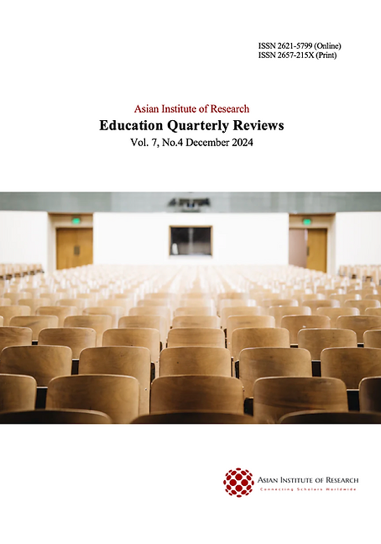 ISSN 2621-5799 (Online)
ISSN 2657-215X (Print)
Asian Institute of Research
Education Quarterly Reviews
Vol. 7, No.4 December 2024
ASIAN INSTITUTE OF RESEARCH
Connecting Scholars Worldwide